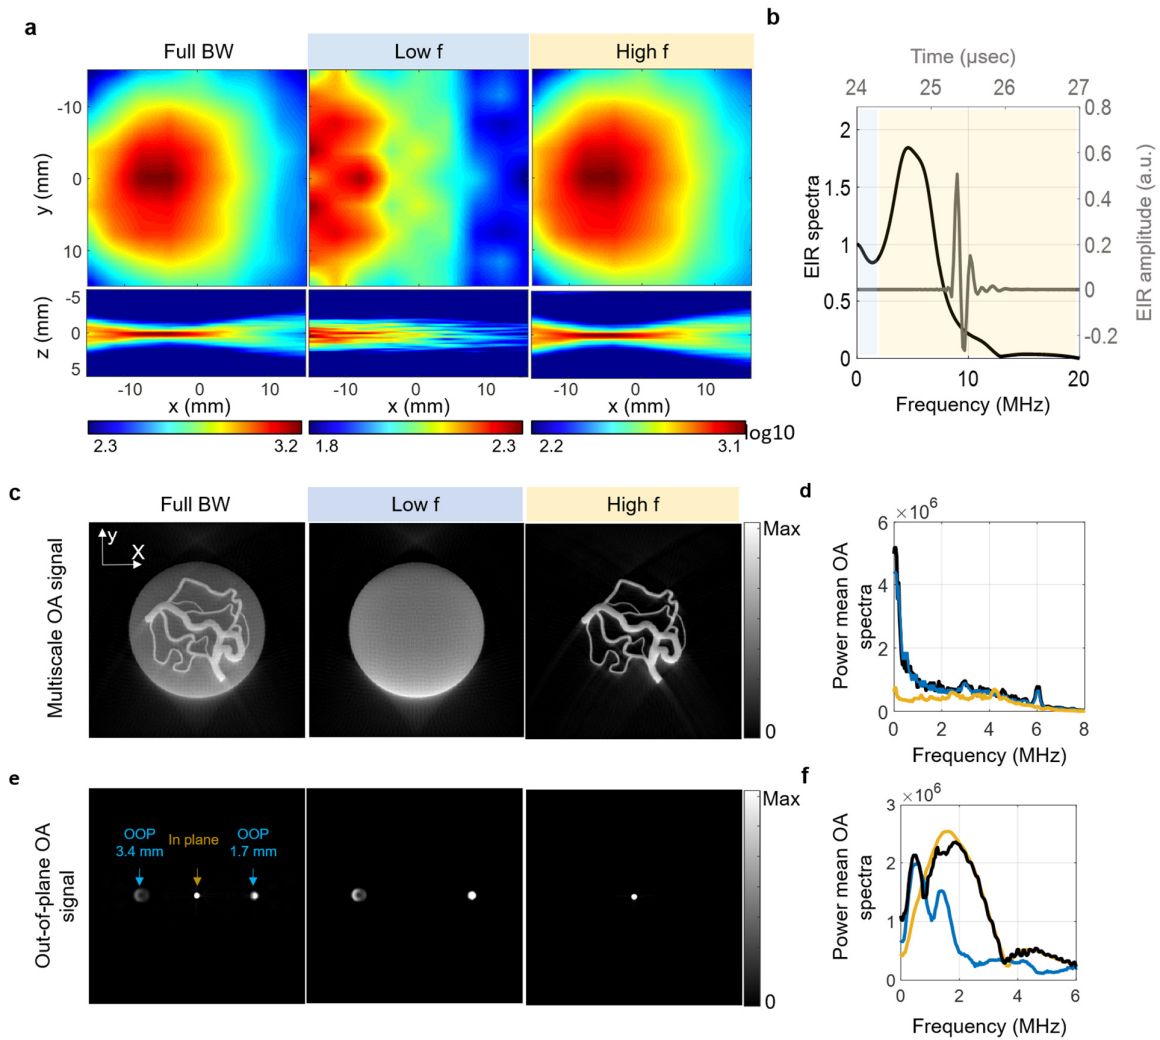 a
Full BW
Low f
High f
-10
0
10
y (mm)
-5
0
5
z (mm)
-10 0 10
-10 0 10
-10 0 10
x (mm)
x (mm)
x (mm)
2.3 3.2
1.8 2.3
2.2 3.1
log10
b
Time (μsec)
24 25 26 27
EIR spectra
2
1.5
1
0.5
0
0.8
0.6
0.4
0.2
0
-0.2
EIR amplitude (a.u.)
0 10 20
Frequency (MHz)
c
Full BW
Low f
High f
Multiscale OA signal
y
X
Max
0
d
×10⁶
6
4
2
0
Power mean OA
spectra
0 2 4 6 8
Frequency (MHz)
e
Out-of-plane OA
signal
OOP
3.4 mm
In plane
OOP
1.7 mm
Max
0
f
×10⁶
3
2
1
0
Power mean OA
spectra
0 2 4 6
Frequency (MHz)